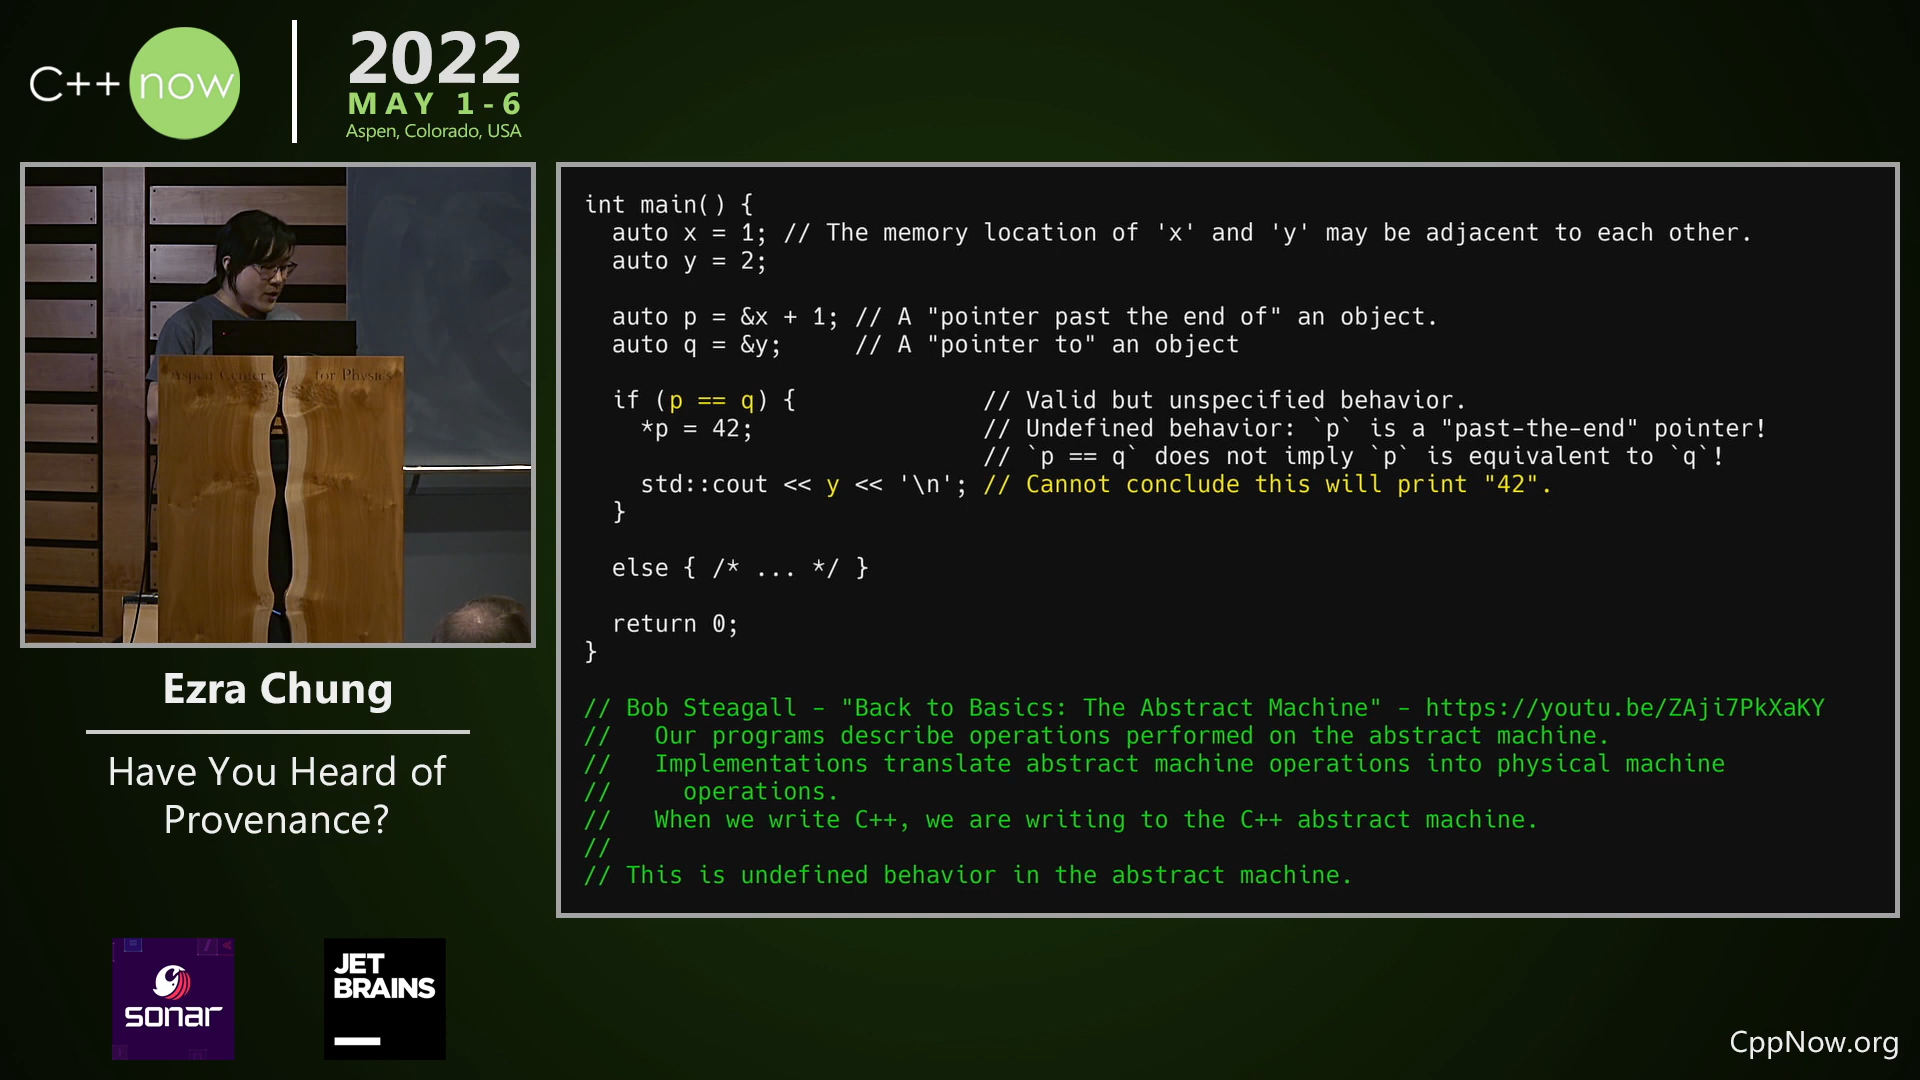 C++ now
2022
MAY 1-6
Aspen, Colorado, USA
Aspen Center for Physics
Ezra Chung
Have You Heard of
Provenance?
sonar
JET
BRAINS
int main() {
  auto x = 1; // The memory location of 'x' and 'y' may be adjacent to each other.
  auto y = 2;
  auto p = &x + 1; // A "pointer past the end of" an object.
  auto q = &y;     // A "pointer to" an object
  if (p == q) {             // Valid but unspecified behavior.
    *p = 42;                // Undefined behavior: `p` is a "past-the-end" pointer!
                            // `p == q` does not imply `p` is equivalent to `q`!
    std::cout << y << '\n'; // Cannot conclude this will print "42".
  }
  else { /* ... */ }
  return 0;
}
// Bob Steagall - "Back to Basics: The Abstract Machine" - https://youtu.be/ZAji7PkXaKY
//   Our programs describe operations performed on the abstract machine.
//   Implementations translate abstract machine operations into physical machine
//     operations.
//   When we write C++, we are writing to the C++ abstract machine.
//
// This is undefined behavior in the abstract machine.
CppNow.org